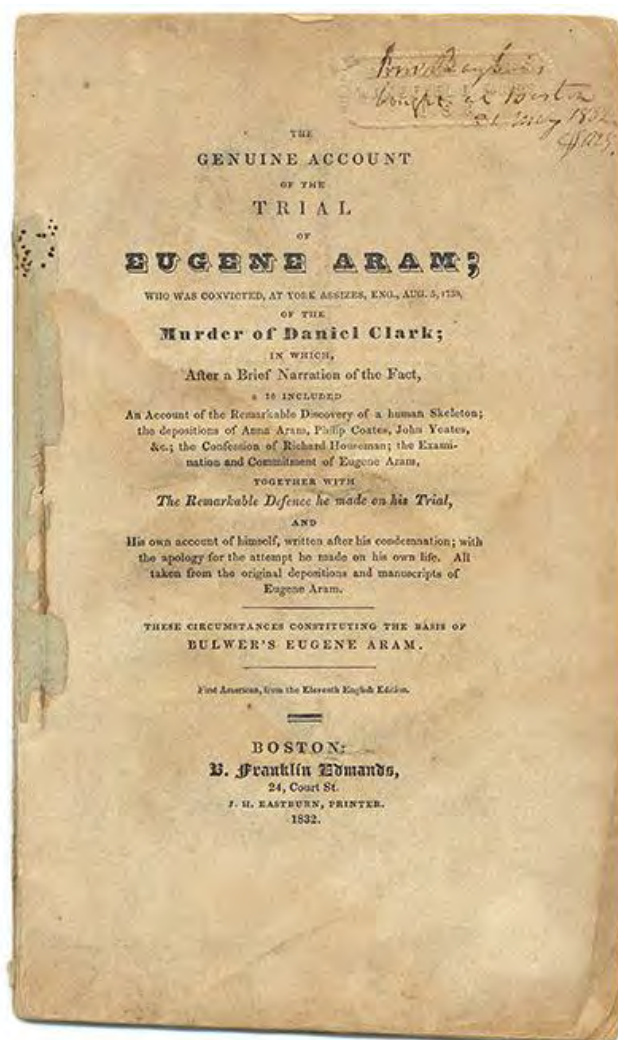 bought at Boston
May 1832
THE
GENUINE ACCOUNT
OF THE
TRIAL
OF
EUGENE ARAM;
WHO WAS CONVICTED, AT YORK ASSIZES, ENG., AUG. 5, 1759,
OF THE
Murder of Daniel Clark;
IN WHICH,
After a Brief Narration of the Fact,
IS INCLUDED
An Account of the Remarkable Discovery of a human Skeleton;
the depositions of Anna Aram, Philip Coates, John Yeates,
&c.; the Confession of Richard Houseman; the Exami-
nation and Commitment of Eugene Aram,
TOGETHER WITH
The Remarkable Defence he made on his Trial,
AND
His own account of himself, written after his condemnation; with
the apology for the attempt he made on his own life. All
taken from the original depositions and manuscripts of
Eugene Aram.
THESE CIRCUMSTANCES CONSTITUTING THE BASIS OF
BULWER'S EUGENE ARAM.
First American, from the Eleventh English Edition.
BOSTON:
B. Franklin Edmands,
24, Court St.
J. H. EASTBURN, PRINTER.
1832.